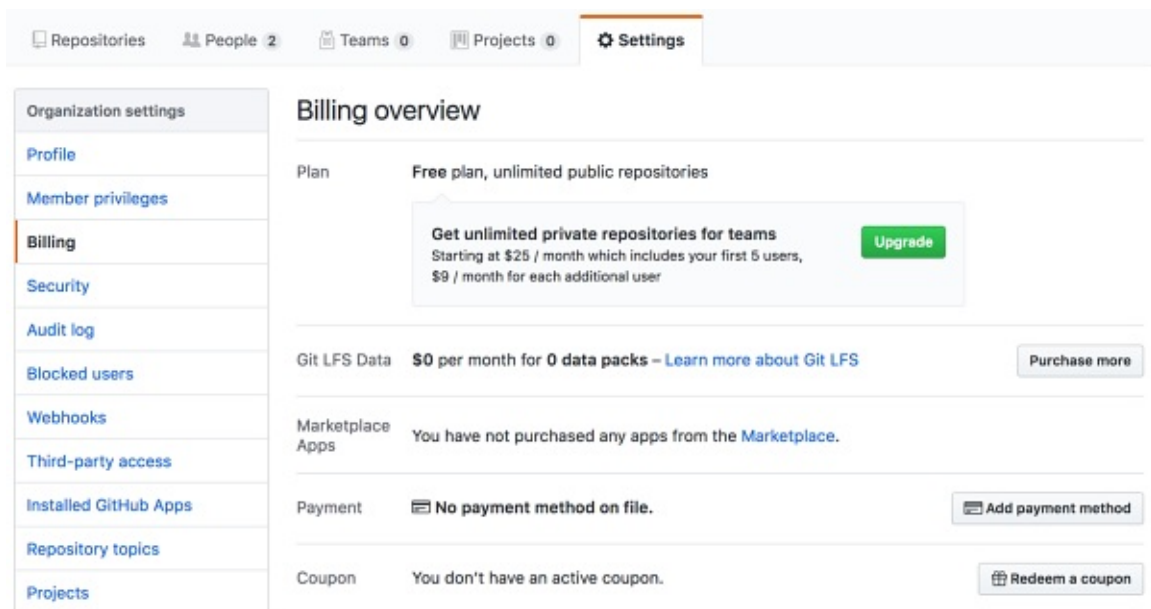 Repositories People 2 Teams 0 Projects 0 Settings
Organization settings
Profile
Member privileges
Billing
Security
Audit log
Blocked users
Webhooks
Third-party access
Installed GitHub Apps
Repository topics
Projects
Billing overview
Plan Free plan, unlimited public repositories
Get unlimited private repositories for teams
Starting at $25 / month which includes your first 5 users,
$9 / month for each additional user
Upgrade
Git LFS Data $0 per month for 0 data packs – Learn more about Git LFS Purchase more
Marketplace
Apps
You have not purchased any apps from the Marketplace.
Payment No payment method on file. Add payment method
Coupon You don't have an active coupon. Redeem a coupon